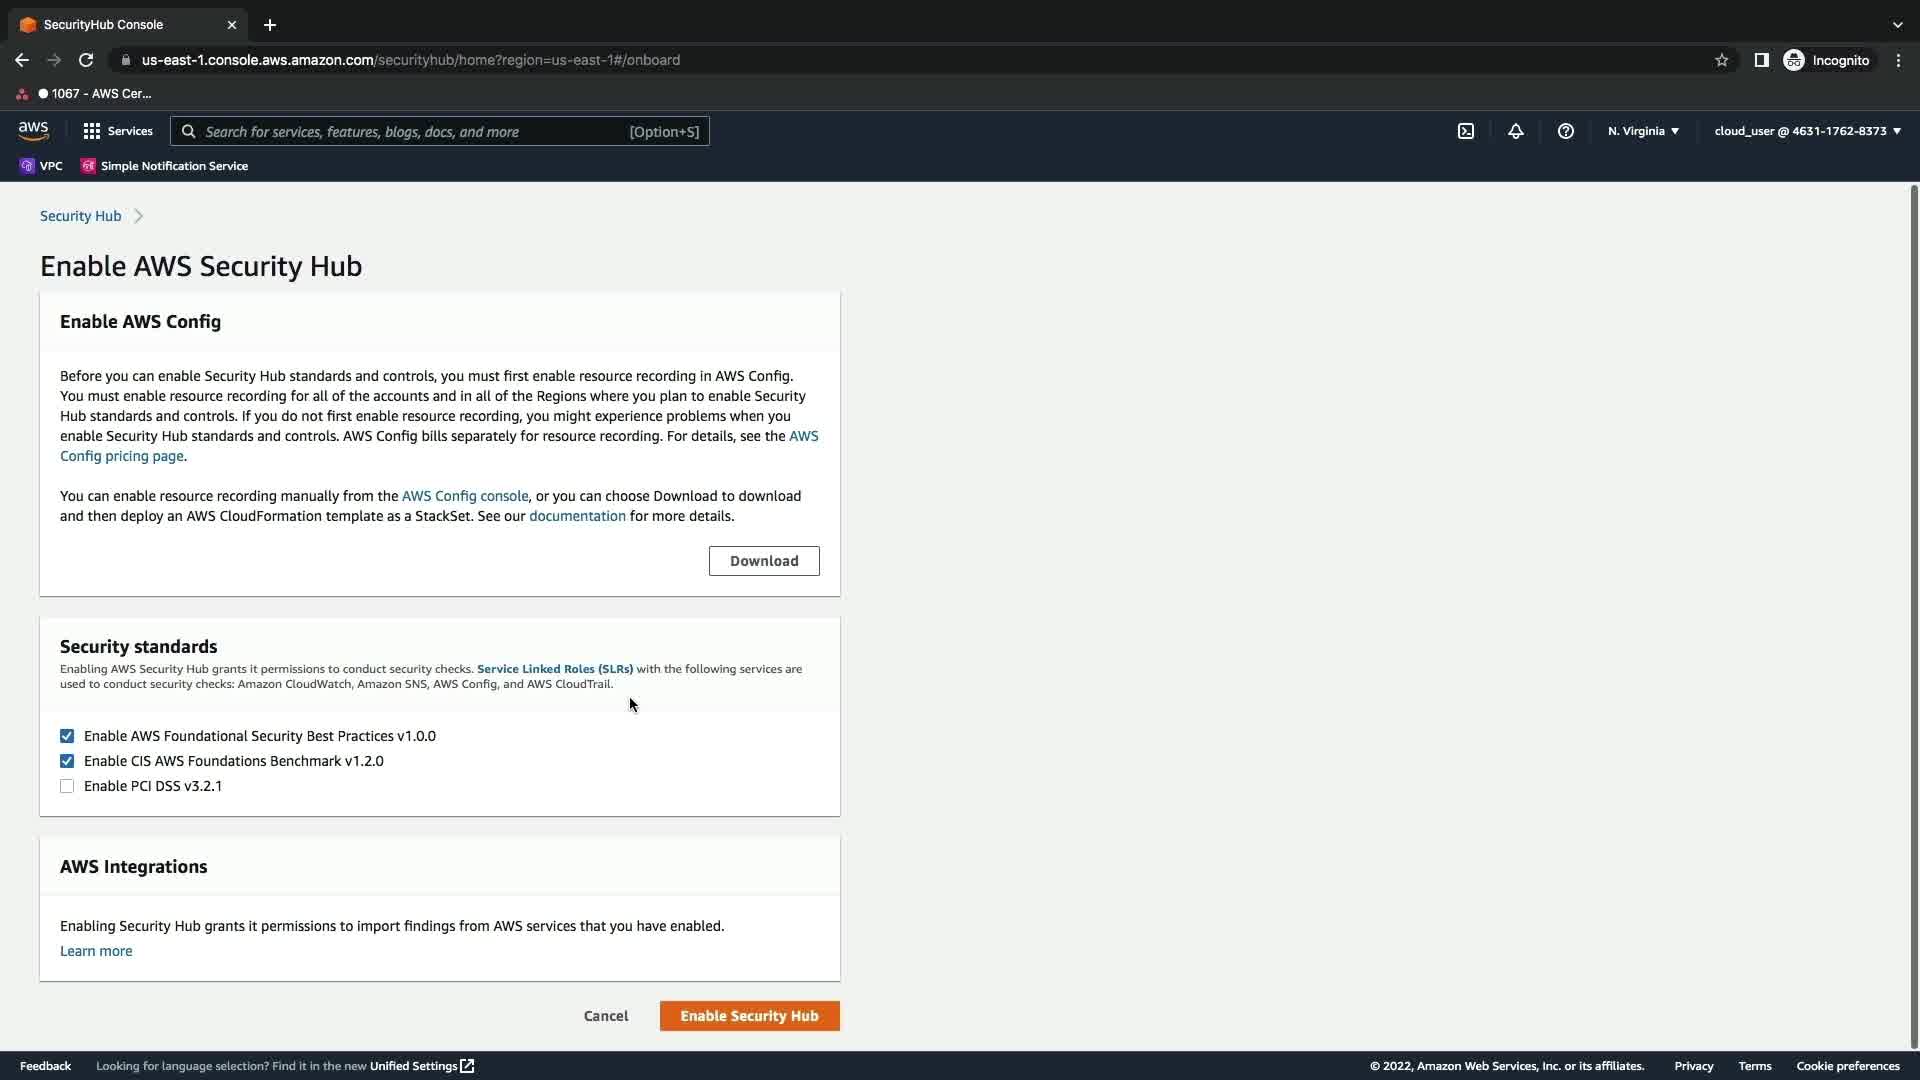 SecurityHub Console
us-east-1.console.aws.amazon.com/securityhub/home?region=us-east-1#/onboard
Incognito
1067 - AWS Cer...
aws
Services
Search for services, features, blogs, docs, and more
[Option+S]
N. Virginia
cloud_user @ 4631-1762-8373
VPC
Simple Notification Service
Security Hub
Enable AWS Security Hub
Enable AWS Config
Before you can enable Security Hub standards and controls, you must first enable resource recording in AWS Config.
You must enable resource recording for all of the accounts and in all of the Regions where you plan to enable Security
Hub standards and controls. If you do not first enable resource recording, you might experience problems when you
enable Security Hub standards and controls. AWS Config bills separately for resource recording. For details, see the AWS
Config pricing page.
You can enable resource recording manually from the AWS Config console, or you can choose Download to download
and then deploy an AWS CloudFormation template as a StackSet. See our documentation for more details.
Download
Security standards
Enabling AWS Security Hub grants it permissions to conduct security checks. Service Linked Roles (SLRs) with the following services are
used to conduct security checks: Amazon CloudWatch, Amazon SNS, AWS Config, and AWS CloudTrail.
Enable AWS Foundational Security Best Practices v1.0.0
Enable CIS AWS Foundations Benchmark v1.2.0
Enable PCI DSS v3.2.1
AWS Integrations
Enabling Security Hub grants it permissions to import findings from AWS services that you have enabled.
Learn more
Cancel
Enable Security Hub
Feedback
Looking for language selection? Find it in the new Unified Settings
© 2022, Amazon Web Services, Inc. or its affiliates.
Privacy
Terms
Cookie preferences